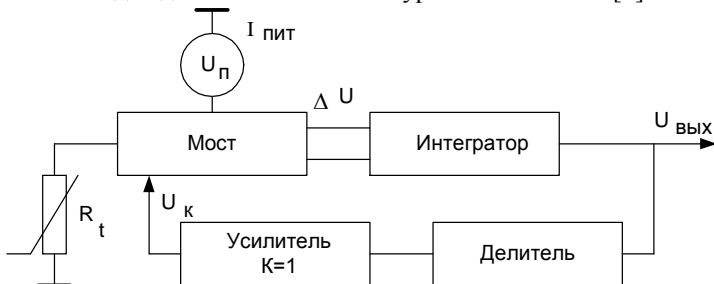 I пит
U п
Δ U
Мост
Интегратор
U вых
R t
U к
Усилитель
К=1
Делитель